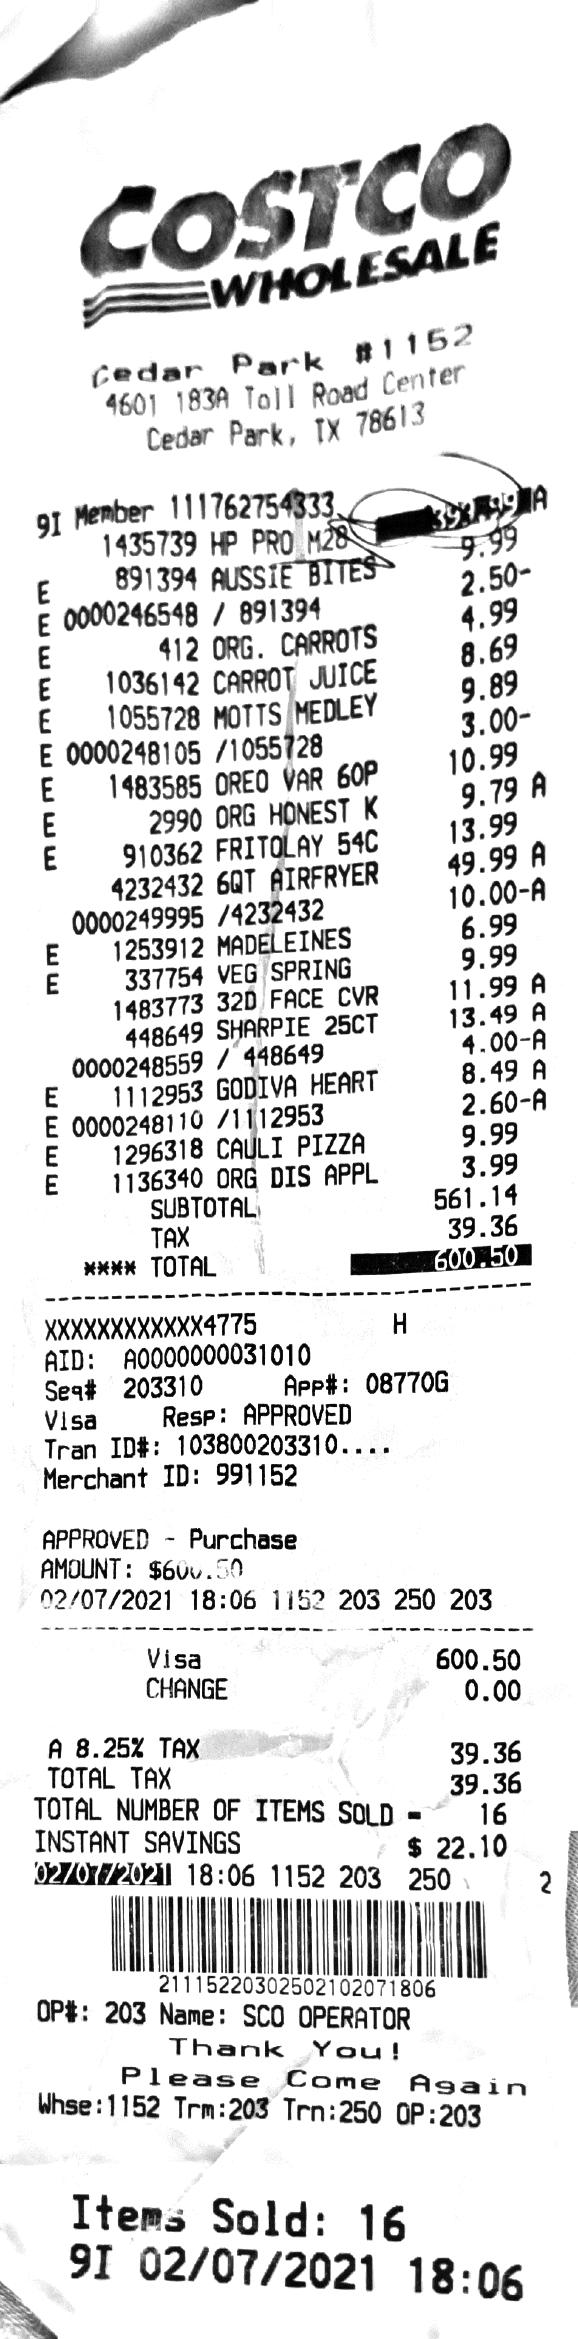 COSTCO
WHOLESALE
Cedar Park #1152
4601 183A Toll Road Center
Cedar Park, TX 78613
9I Member 111762754333
1435739 HP PRO M28 399.99 A
E 891394 AUSSIE BITES 9.99
E 0000246548 / 891394 2.50-
E 412 ORG. CARROTS 4.99
E 1036142 CARROT JUICE 8.69
E 1055728 MOTTS MEDLEY 9.89
E 0000248105 /1055728 3.00-
E 1483585 OREO VAR 60P 10.99
E 2990 ORG HONEST K 9.79 A
E 910362 FRITOLAY 54C 13.99
4232432 6QT AIRFRYER 49.99 A
0000249995 /4232432 10.00-A
E 1253912 MADELEINES 6.99
E 337754 VEG SPRING 9.99
1483773 32D FACE CVR 11.99 A
448649 SHARPIE 25CT 13.49 A
0000248559 / 448649 4.00-A
E 1112953 GODIVA HEART 8.49 A
E 0000248110 /1112953 2.60-A
E 1296318 CAULI PIZZA 9.99
E 1136340 ORG DIS APPL 3.99
SUBTOTAL 561.14
TAX 39.36
**** TOTAL 600.50
XXXXXXXXXXXX4775 H
AID: A0000000031010
Seq# 203310 App#: 08770G
Visa Resp: APPROVED
Tran ID#: 103800203310....
Merchant ID: 991152
APPROVED - Purchase
AMOUNT: $600.50
02/07/2021 18:06 1152 203 250 203
Visa 600.50
CHANGE 0.00
A 8.25% TAX 39.36
TOTAL TAX 39.36
TOTAL NUMBER OF ITEMS SOLD = 16
INSTANT SAVINGS $ 22.10
02/07/2021 18:06 1152 203 250 2
21115220302502102071806
OP#: 203 Name: SCO OPERATOR
Thank You!
Please Come Again
Whse:1152 Trm:203 Trn:250 OP:203
Items Sold: 16
9I 02/07/2021 18:06